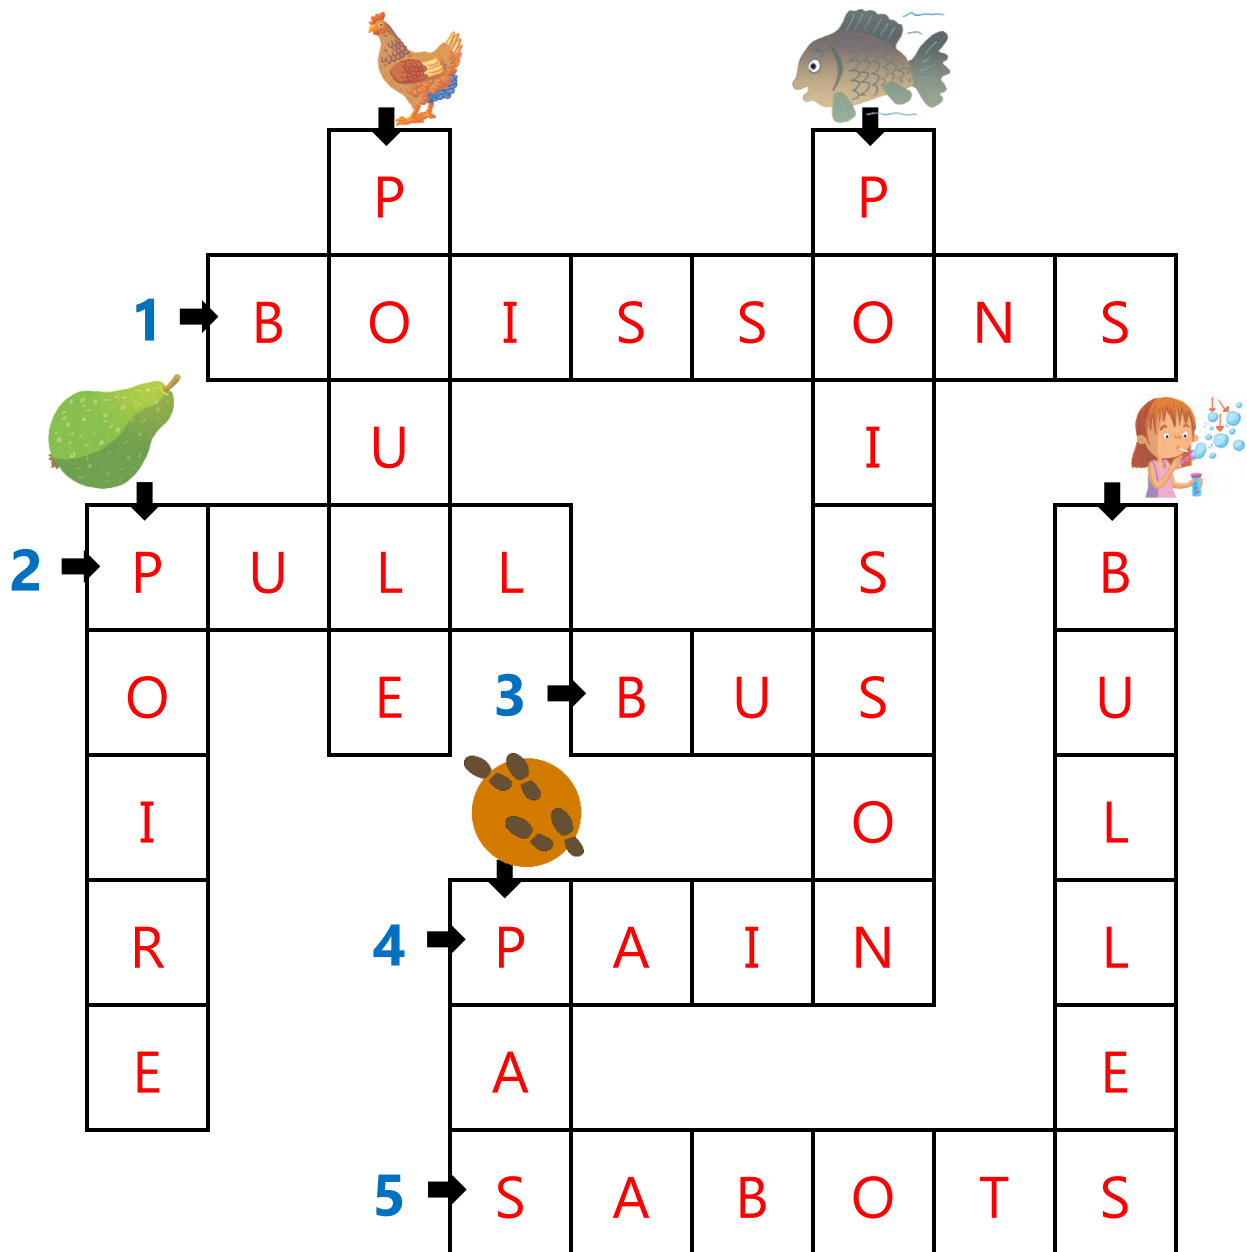 P P
1 B O I S S O N S
U I
2 P U L L S B
O E 3 B U S U
I O L
R 4 P A I N L
E A E
5 S A B O T S